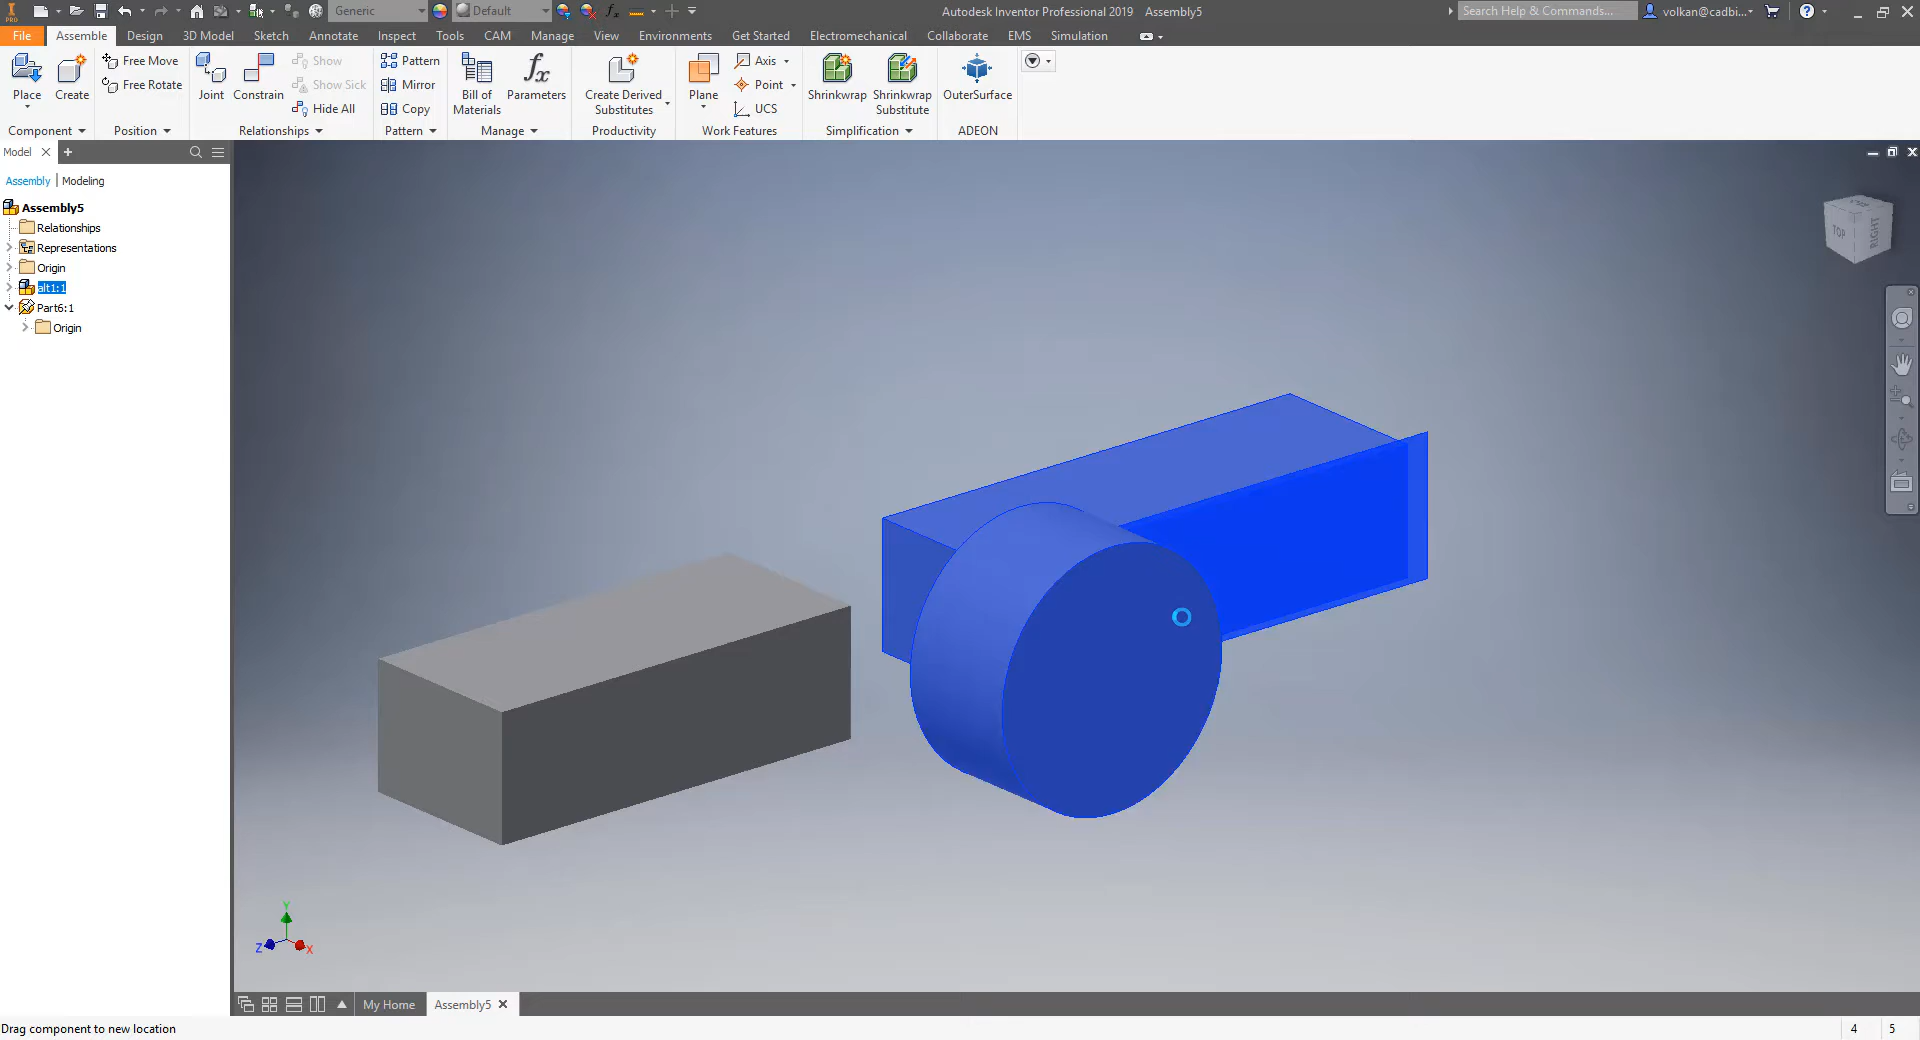 PRO
Generic
Default
fx
Autodesk Inventor Professional 2019 Assembly5
Search Help & Commands...
volkan@cadbi...
File
Assemble
Design
3D Model
Sketch
Annotate
Inspect
Tools
CAM
Manage
View
Environments
Get Started
Electromechanical
Collaborate
EMS
Simulation
Place
Create
Free Move
Free Rotate
Joint
Constrain
Show
Show Sick
Hide All
Pattern
Mirror
Copy
Bill of
Materials
fx
Parameters
Create Derived
Substitutes
Plane
Axis
Point
UCS
Shrinkwrap
Shrinkwrap
Substitute
OuterSurface
Component
Position
Relationships
Pattern
Manage
Productivity
Work Features
Simplification
ADEON
Model
Assembly
Modeling
Assembly5
Relationships
Representations
Origin
alt1:1
Part6:1
Origin
TOP
RIGHT
Y
Z
X
My Home
Assembly5
Drag component to new location
4
5